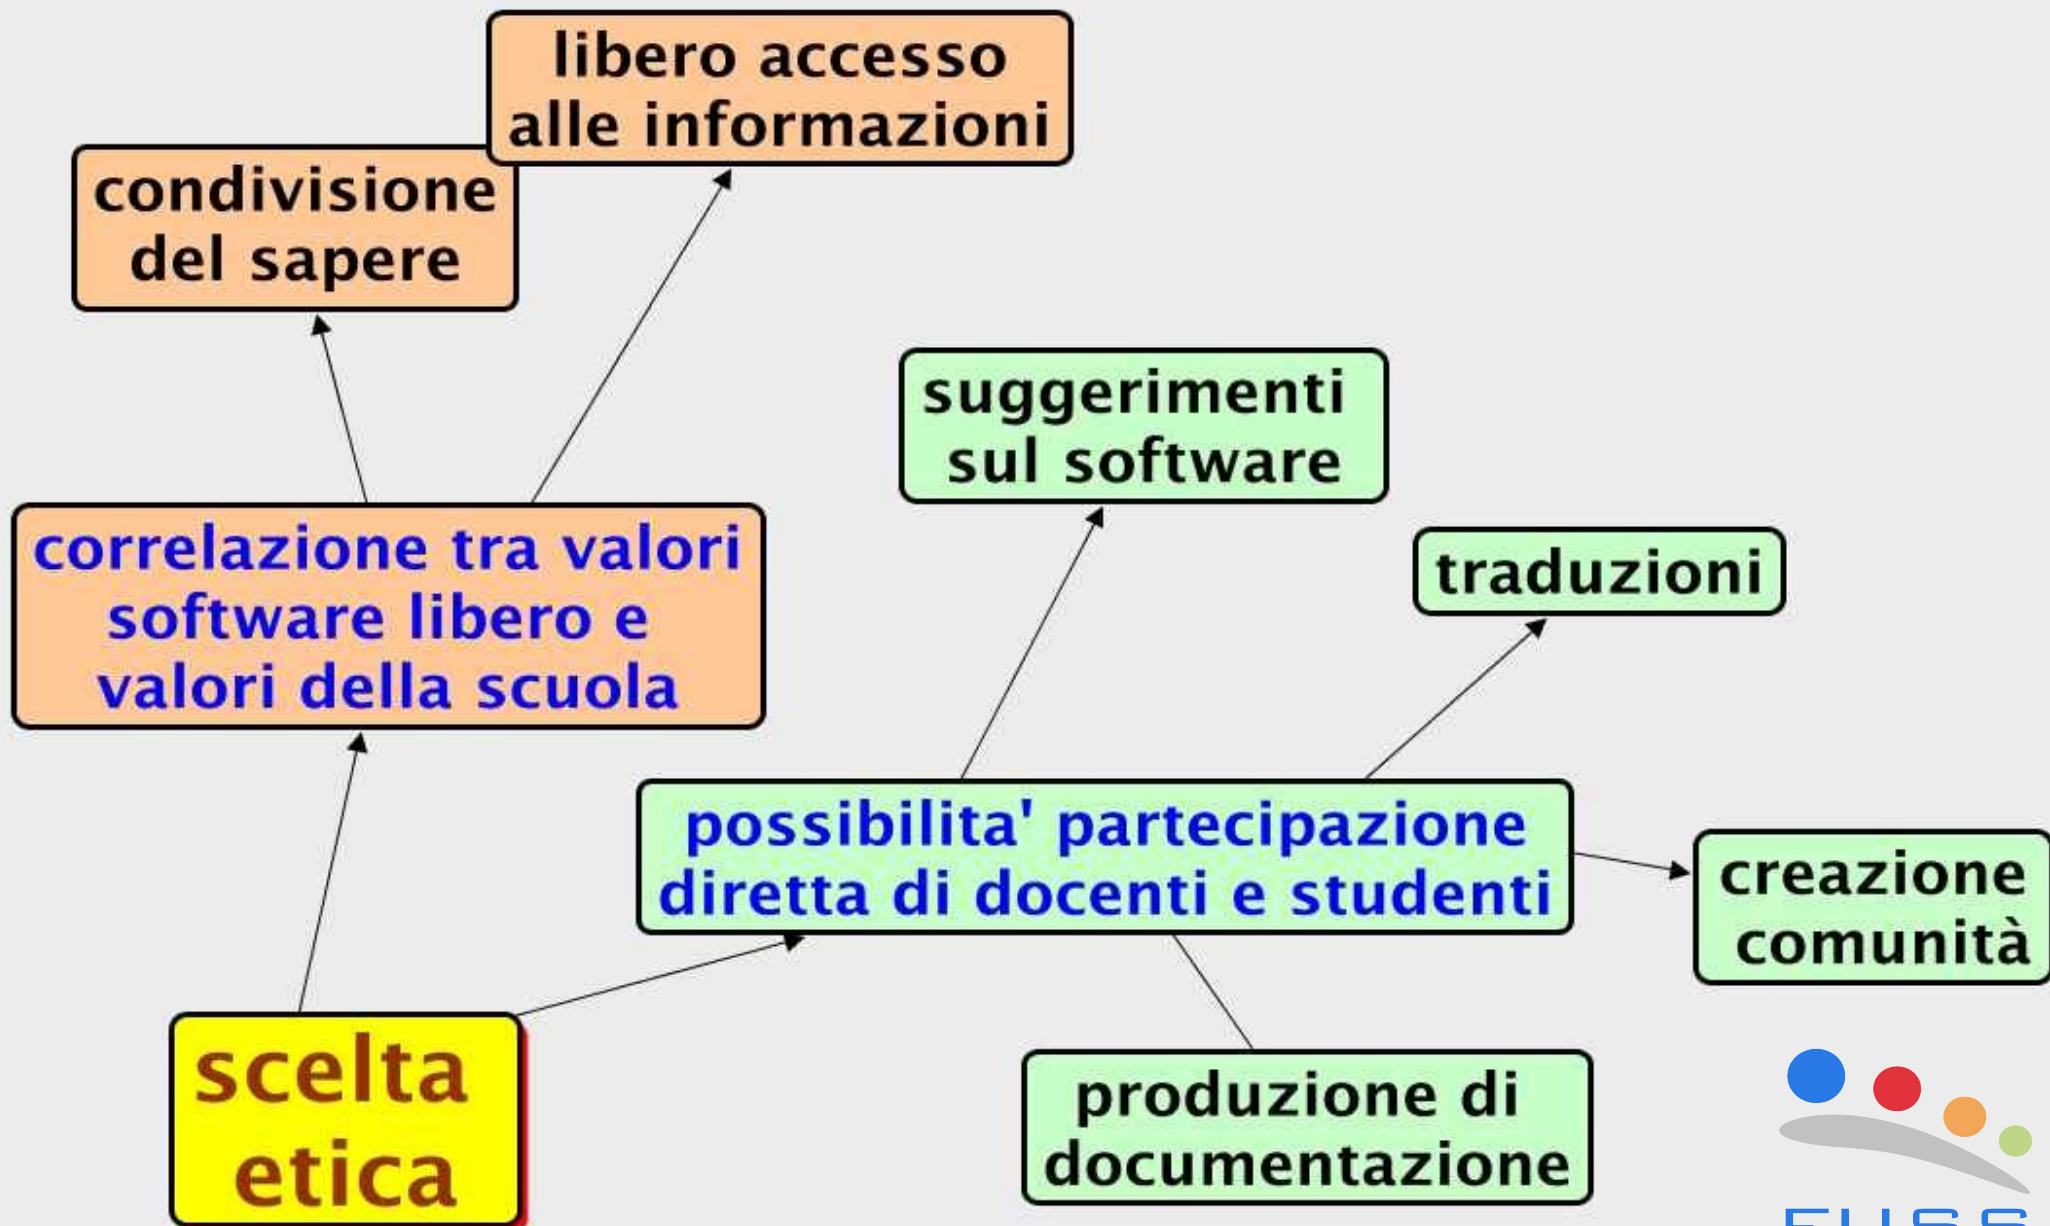 libero accesso
alle informazioni
condivisione
del sapere
suggerimenti
sul software
correlazione tra valori
software libero e
valori della scuola
traduzioni
possibilita' partecipazione
diretta di docenti e studenti
creazione
comunità
scelta
etica
produzione di
documentazione
FUSS